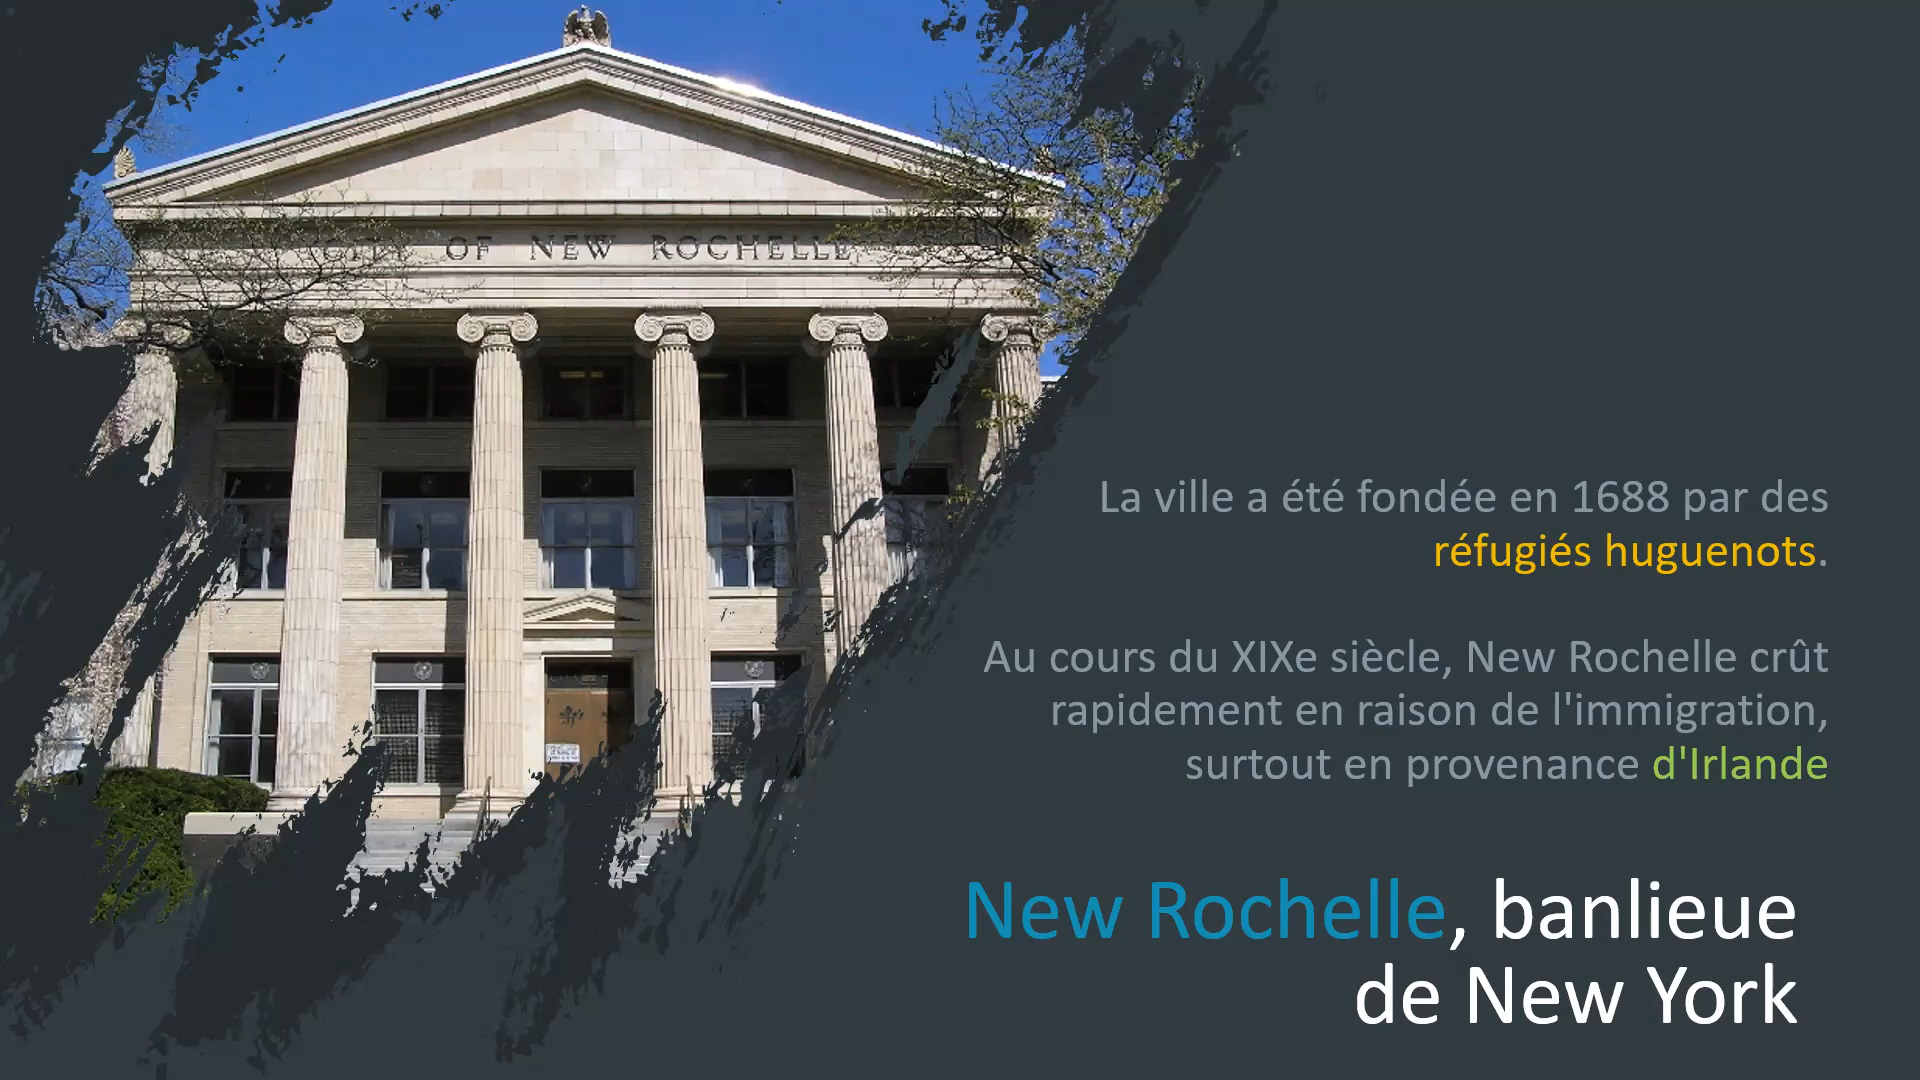 CITY OF NEW ROCHELLE
La ville a été fondée en 1688 par des
réfugiés huguenots.
Au cours du XIXe siècle, New Rochelle crût
rapidement en raison de l'immigration,
surtout en provenance d'Irlande
New Rochelle, banlieue
de New York